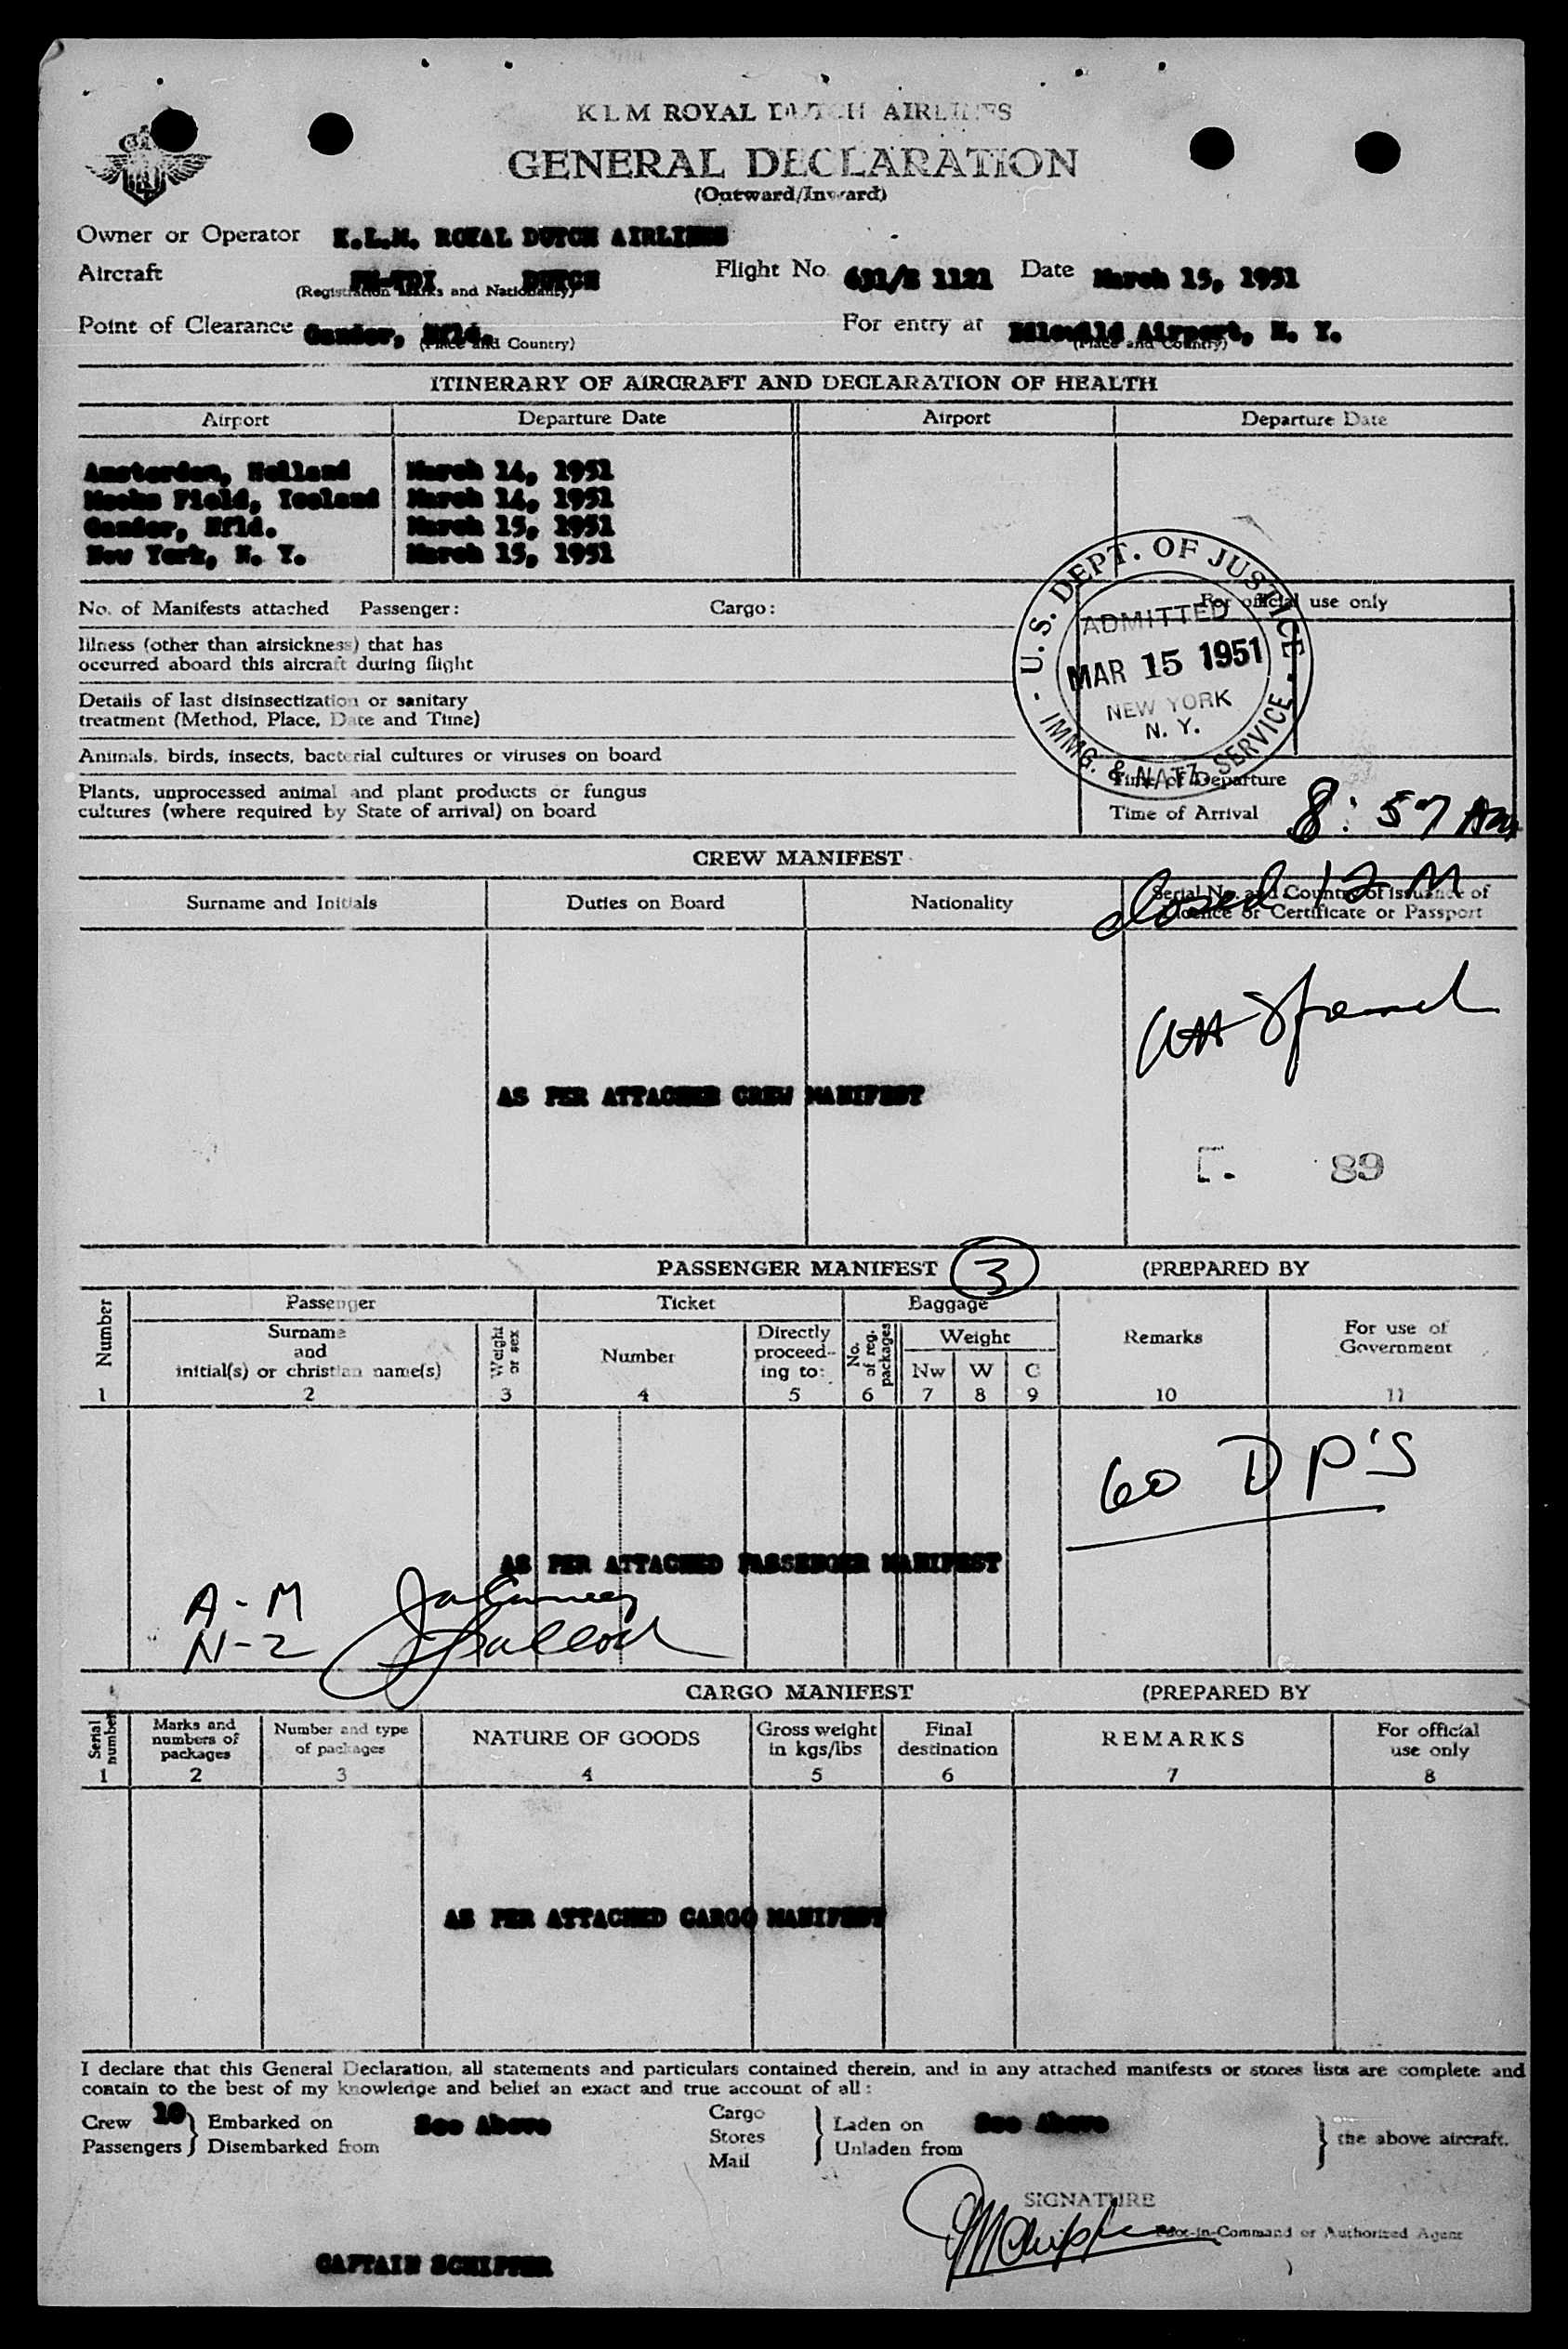 KLM ROYAL DUTCH AIRLINES
GENERAL DECLARATION
(Outward/Inward)
Owner or Operator K.L.M. ROYAL DUTCH AIRLINES
Aircraft PH-TDI DUTCH Flight No. 631/E 1121 Date March 15, 1951
(Registration Marks and Nationality)
Point of Clearance Gander, Nfld. For entry at Idlewild Airport, N. Y.
(Place and Country) (Place and Country)
ITINERARY OF AIRCRAFT AND DECLARATION OF HEALTH
Airport Departure Date Airport Departure Date
Amsterdam, Holland March 14, 1951
Meeks Field, Iceland March 14, 1951
Gander, Nfld. March 15, 1951
New York, N. Y. March 15, 1951
No. of Manifests attached Passenger: Cargo: For official use only
U.S. DEPT. OF JUSTICE
ADMITTED
MAR 15 1951
NEW YORK
N. Y.
IMMG. & NATZ. SERVICE
Illness (other than airsickness) that has
occurred aboard this aircraft during flight
Details of last disinsectization or sanitary
treatment (Method, Place, Date and Time)
Animals, birds, insects, bacterial cultures or viruses on board
Plants, unprocessed animal and plant products or fungus
cultures (where required by State of arrival) on board
Time of Departure
Time of Arrival 8:57 Am
CREW MANIFEST
closed 12 M
Surname and Initials Duties on Board Nationality Serial No. and Country of Issuance of
Licence or Certificate or Passport
AS PER ATTACHED CREW MANIFEST
89
PASSENGER MANIFEST 3 (PREPARED BY
Number Passenger Ticket Baggage Remarks For use of
Government
Surname
and
initial(s) or christian name(s)
Weight
or sex
Number Directly
proceed-
ing to:
No.
of reg.
packages
Weight
Nw W C
1 2 3 4 5 6 7 8 9 10 11
60 DP'S
AS PER ATTACHED PASSENGER MANIFEST
A - M
N - Z
CARGO MANIFEST (PREPARED BY
Serial
number
Marks and
numbers of
packages
Number and type
of packages
NATURE OF GOODS
Gross weight
in kgs/lbs
Final
destination
REMARKS
For official
use only
1 2 3 4 5 6 7 8
AS PER ATTACHED CARGO MANIFEST
I declare that this General Declaration, all statements and particulars contained therein, and in any attached manifests or stores lists are complete and
contain to the best of my knowledge and belief an exact and true account of all:
Crew 10 } Embarked on See Above Cargo } Laden on See Above } the above aircraft.
Passengers } Disembarked from Stores } Unladen from
Mail
SIGNATURE
Pilot-in-Command or Authorized Agent
CAPTAIN SCHIPPER